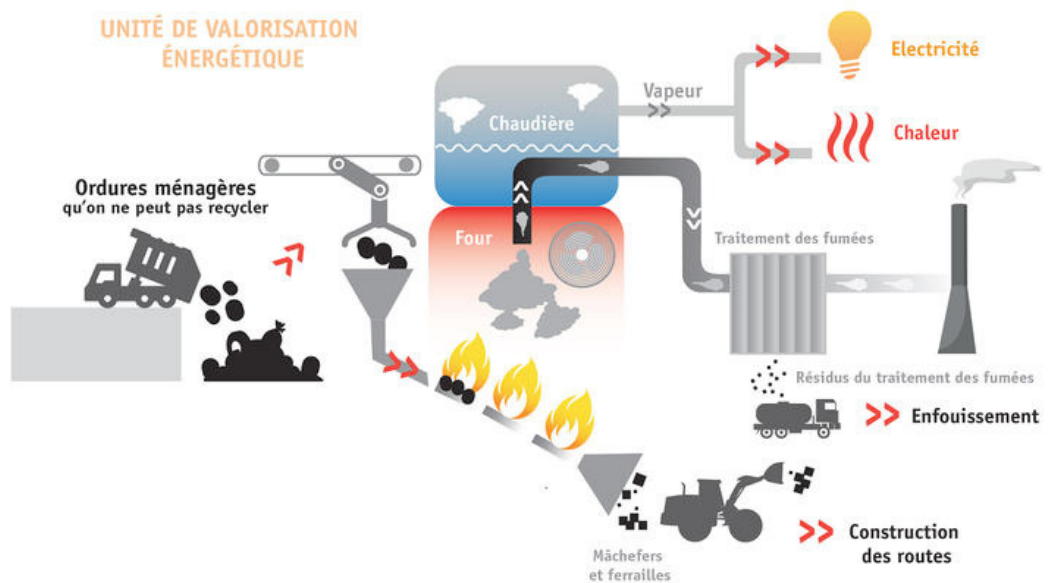 UNITÉ DE VALORISATION
ÉNERGÉTIQUE
Electricité
Vapeur
Chaudière
Chaleur
Ordures ménagères
qu'on ne peut pas recycler
Four
Traitement des fumées
Résidus du traitement des fumées
Enfouissement
Construction
des routes
Mâchefers
et ferrailles